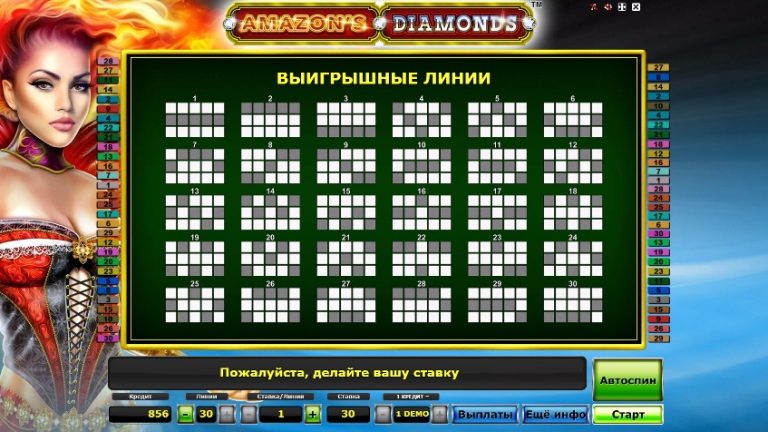 AMAZON'S DIAMONDS™
ВЫИГРЫШНЫЕ ЛИНИИ
1 2 3 4 5 6
7 8 9 10 11 12
13 14 15 16 17 18
19 20 21 22 23 24
25 26 27 28 29 30
Пожалуйста, делайте вашу ставку
Автоспин
Кредит Линии Ставка/Линии Ставка 1 КРЕДИТ =
856 - 30 + - 1 + 30 - 1 DEMO + Выплаты Ещё инфо Старт